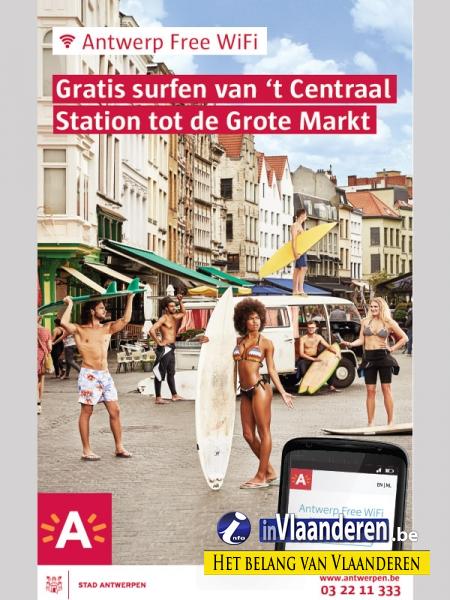 Antwerp Free WiFi
Gratis surfen van ‘t Centraal
Station tot de Grote Markt
EN | NL
Antwerp Free WiFi
A
info
inVlaanderen.be
HET BELANG VAN VLAANDEREN
STAD ANTWERPEN
www.antwerpen.be
03 22 11 333